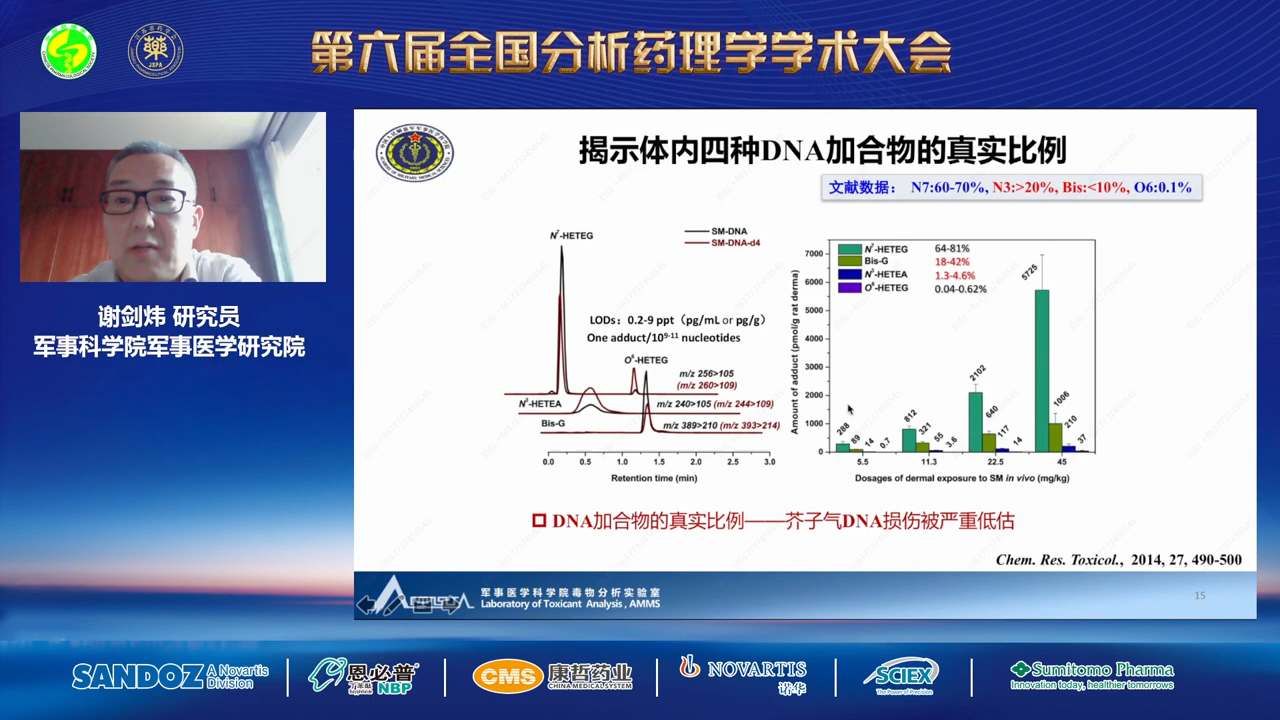 第六届全国分析药理学学术大会
谢剑炜 研究员
军事科学院军事医学研究院
揭示体内四种DNA加合物的真实比例
文献数据： N7:60-70%, N3:>20%, Bis:<10%, O6:0.1%
N⁷-HETEG
SM-DNA
SM-DNA-d4
LODs：0.2-9 ppt（pg/mL or pg/g）
One adduct/10⁹⁻¹¹ nucleotides
O⁶-HETEG
m/z 256>105
(m/z 260>109)
N³-HETEA
m/z 240>105 (m/z 244>109)
Bis-G
m/z 389>210 (m/z 393>214)
0.0 0.5 1.0 1.5 2.0 2.5 3.0
Retention time (min)
Amount of adduct (pmol/g rat derma)
7000
6000
5000
4000
3000
2000
1000
0
N⁷-HETEG 64-81%
Bis-G 18-42%
N³-HETEA 1.3-4.6%
O⁶-HETEG 0.04-0.62%
288 89 14 0.7
812 321 55 3.6
2102 640 117 14
5725 1006 210 37
5.5 11.3 22.5 45
Dosages of dermal exposure to SM in vivo (mg/kg)
DNA加合物的真实比例——芥子气DNA损伤被严重低估
Chem. Res. Toxicol., 2014, 27, 490-500
军事医学科学院毒物分析实验室
Laboratory of Toxicant Analysis , AMMS
15
SANDOZ A Novartis
Division
恩必普
NBP
CMS 康哲药业
CHINA MEDICAL SYSTEM
NOVARTIS
诺华
SCIEX
The Power of Precision
Sumitomo Pharma
Innovation today, healthier tomorrows